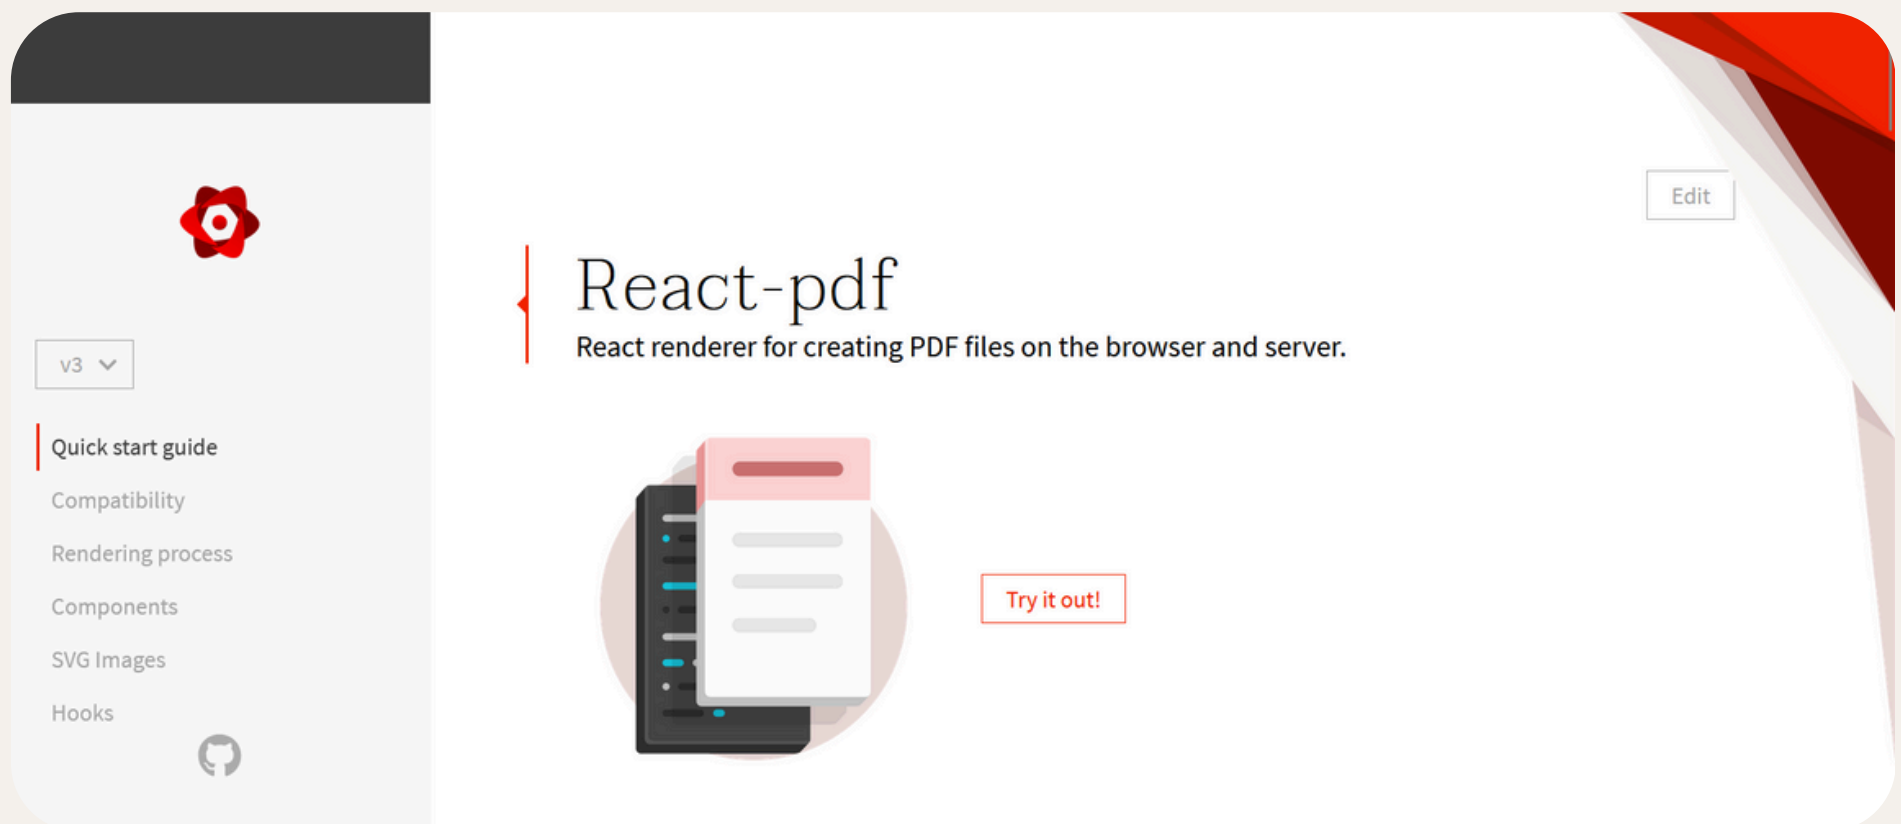 v3
Quick start guide
Compatibility
Rendering process
Components
SVG Images
Hooks
Edit
React-pdf
React renderer for creating PDF files on the browser and server.
Try it out!